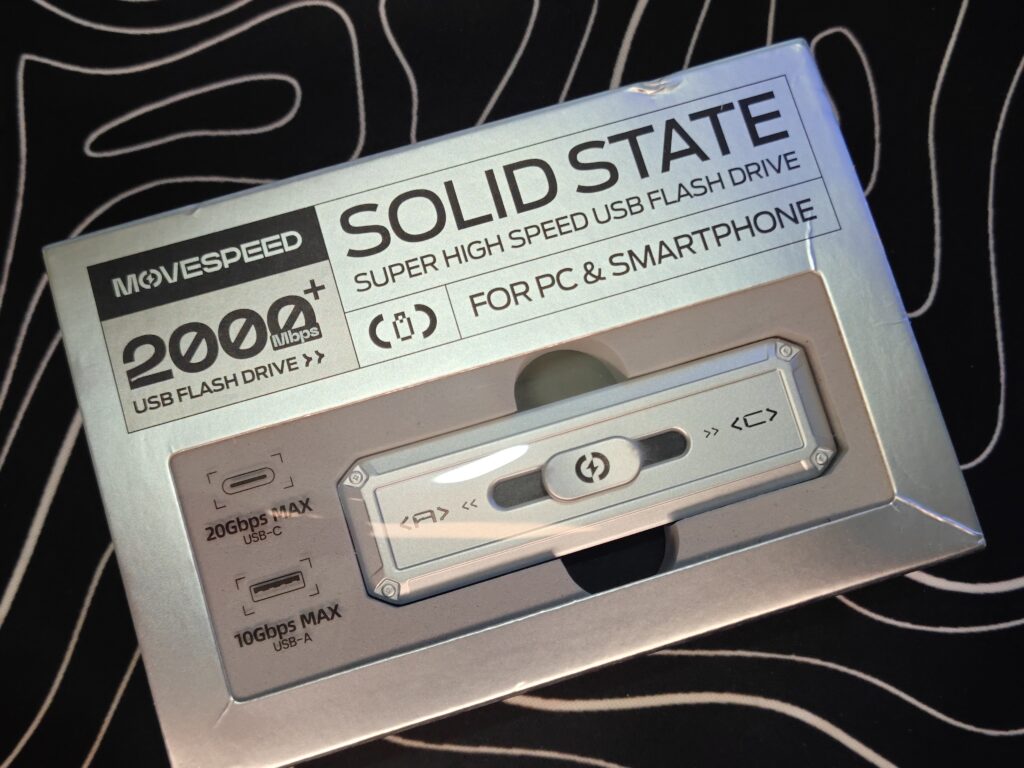 MOVESPEED
2000+
Mbps
USB FLASH DRIVE >>
SOLID STATE
SUPER HIGH SPEED USB FLASH DRIVE
FOR PC & SMARTPHONE
20Gbps MAX
USB-C
10Gbps MAX
USB-A
<A> <<
>> <C>